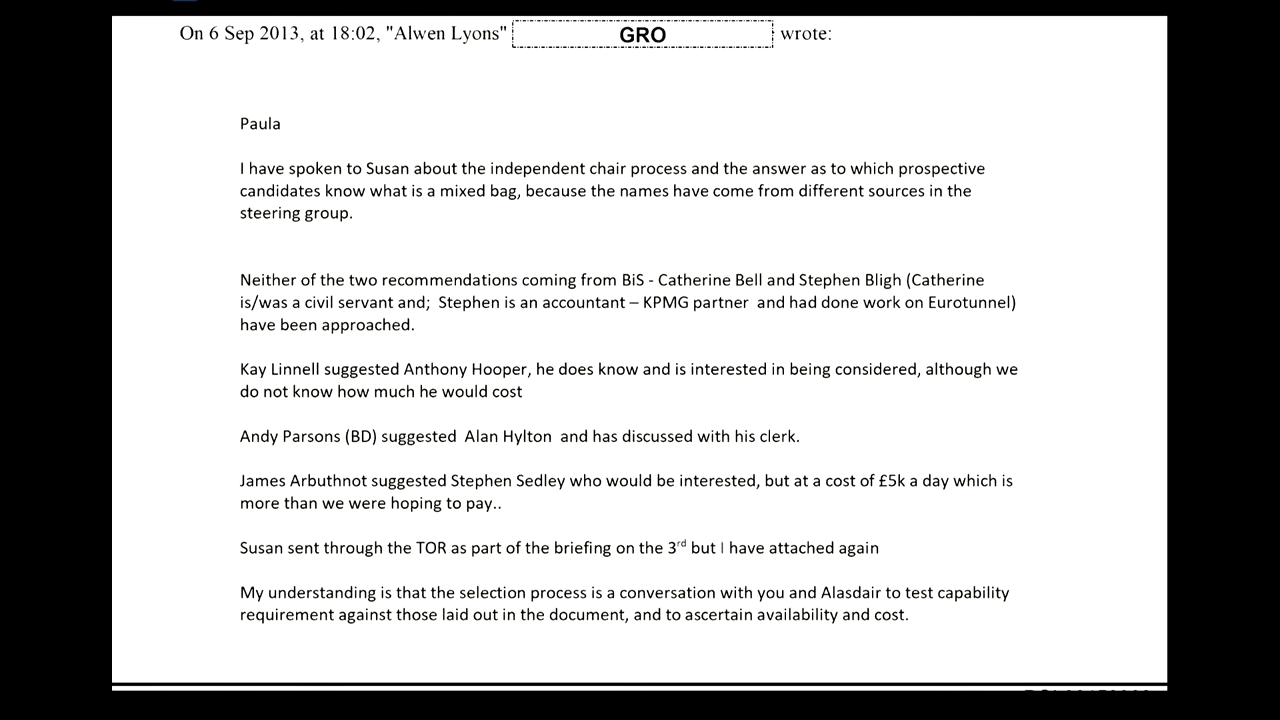 On 6 Sep 2013, at 18:02, "Alwen Lyons" GRO wrote:
Paula
I have spoken to Susan about the independent chair process and the answer as to which prospective
candidates know what is a mixed bag, because the names have come from different sources in the
steering group.
Neither of the two recommendations coming from BiS - Catherine Bell and Stephen Bligh (Catherine
is/was a civil servant and;  Stephen is an accountant – KPMG partner  and had done work on Eurotunnel)
have been approached.
Kay Linnell suggested Anthony Hooper, he does know and is interested in being considered, although we
do not know how much he would cost
Andy Parsons (BD) suggested  Alan Hylton  and has discussed with his clerk.
James Arbuthnot suggested Stephen Sedley who would be interested, but at a cost of £5k a day which is
more than we were hoping to pay..
Susan sent through the TOR as part of the briefing on the 3rd but I have attached again
My understanding is that the selection process is a conversation with you and Alasdair to test capability
requirement against those laid out in the document, and to ascertain availability and cost.